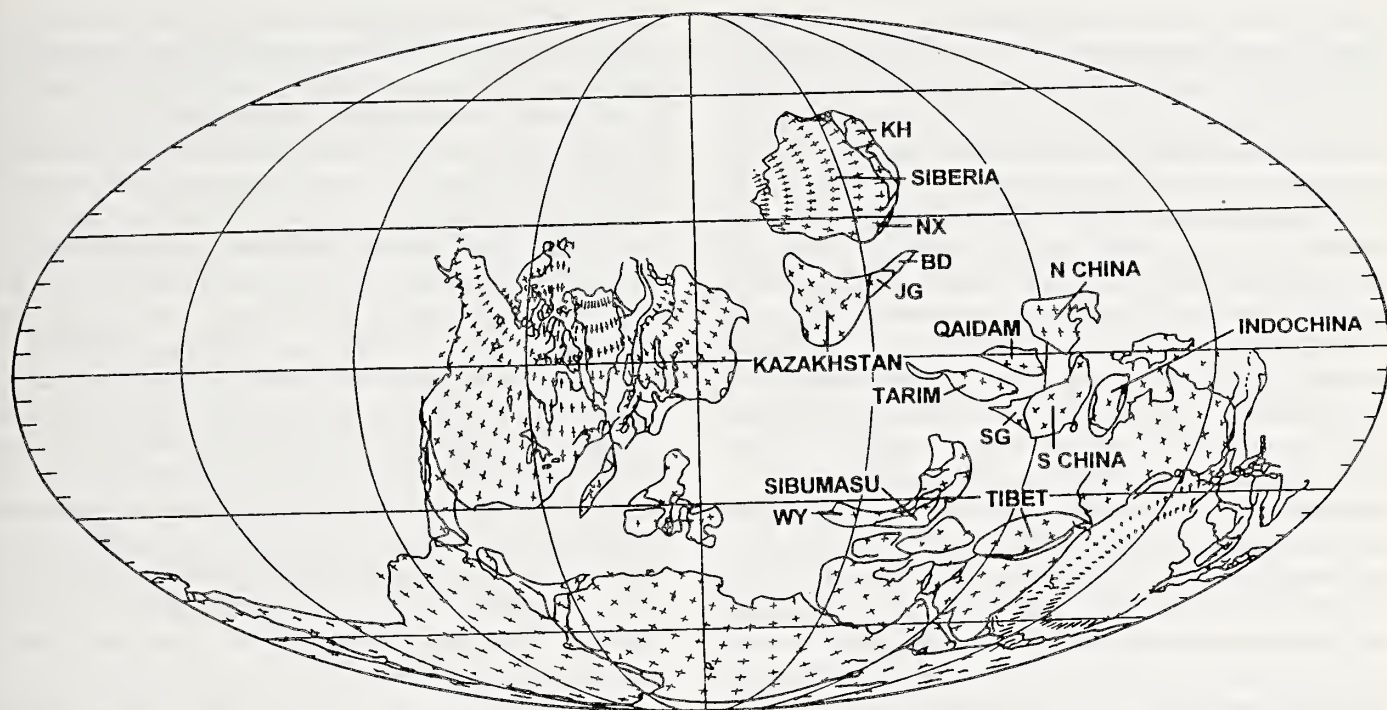 KH
SIBERIA
NX
BD
JG
N CHINA
QAIDAM
INDOCHINA
KAZAKHSTAN
TARIM
SG
S CHINA
SIBUMASU
WY
TIBET